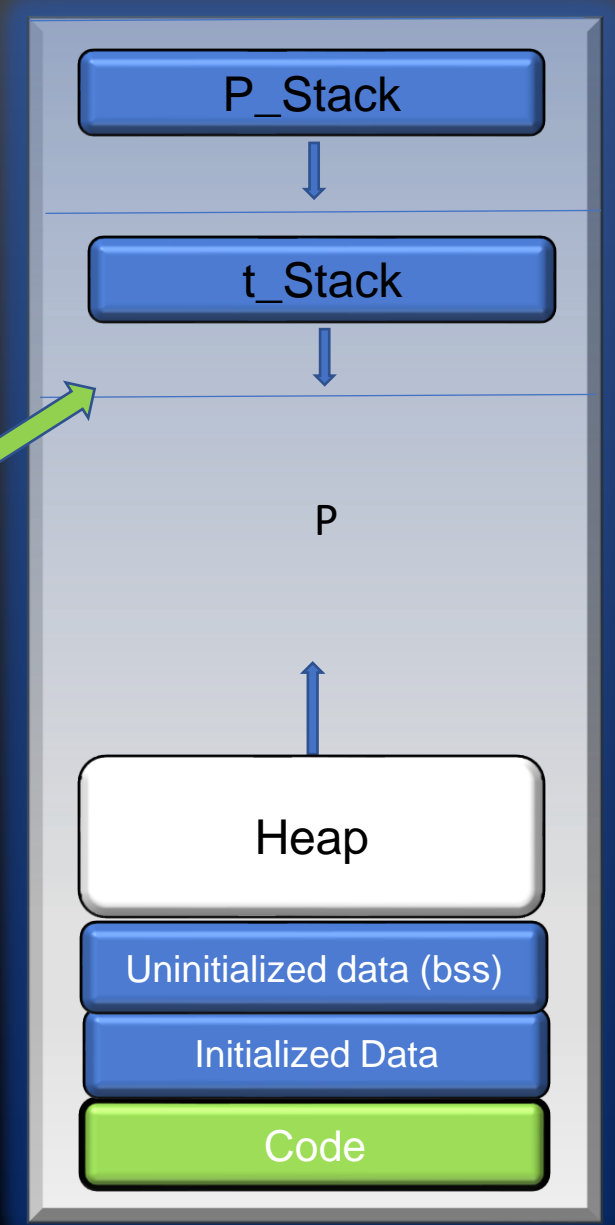 P_Stack
t_Stack
P
Heap
Uninitialized data (bss)
Initialized Data
Code